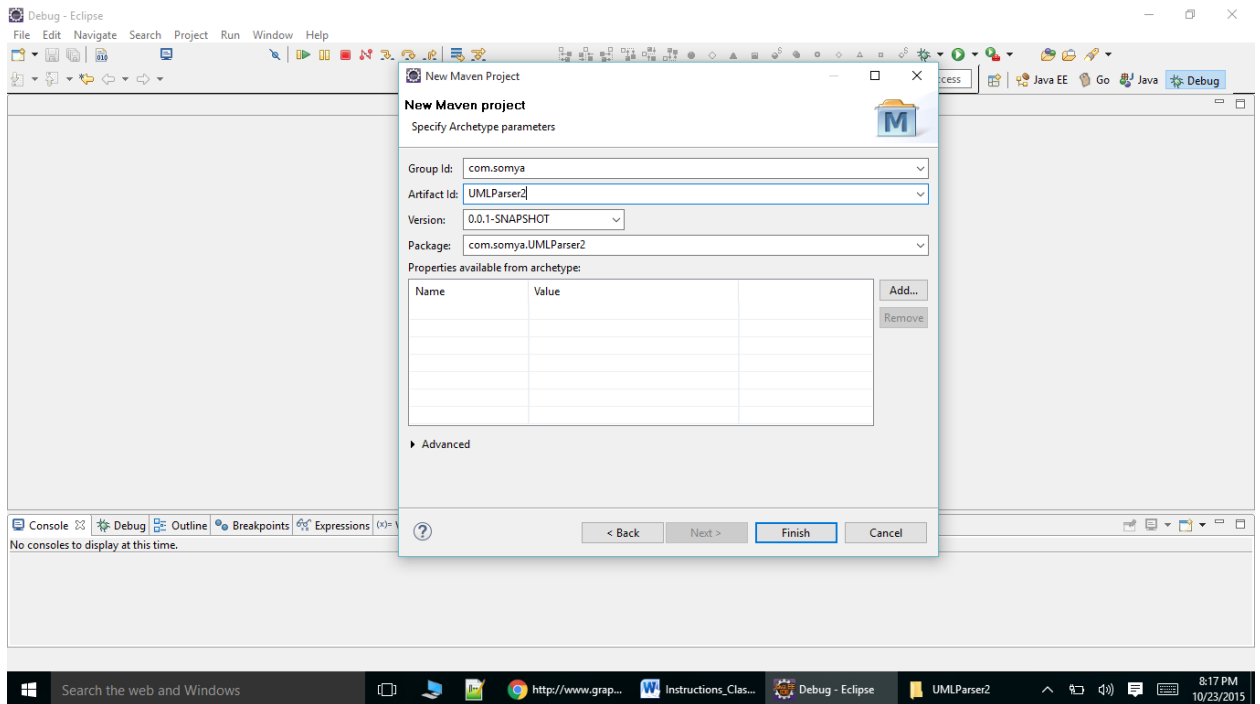 Debug - Eclipse
File Edit Navigate Search Project Run Window Help
New Maven Project
Java EE Go Java Debug
New Maven project
Specify Archetype parameters
M
Group Id: com.somya
Artifact Id: UMLParser2
Version: 0.0.1-SNAPSHOT
Package: com.somya.UMLParser2
Properties available from archetype:
Name Value
Add...
Remove
Advanced
Console Debug Outline Breakpoints Expressions (x)=
No consoles to display at this time.
? < Back Next > Finish Cancel
Search the web and Windows
http://www.grap... Instructions_Clas... Debug - Eclipse UMLParser2
8:17 PM
10/23/2015